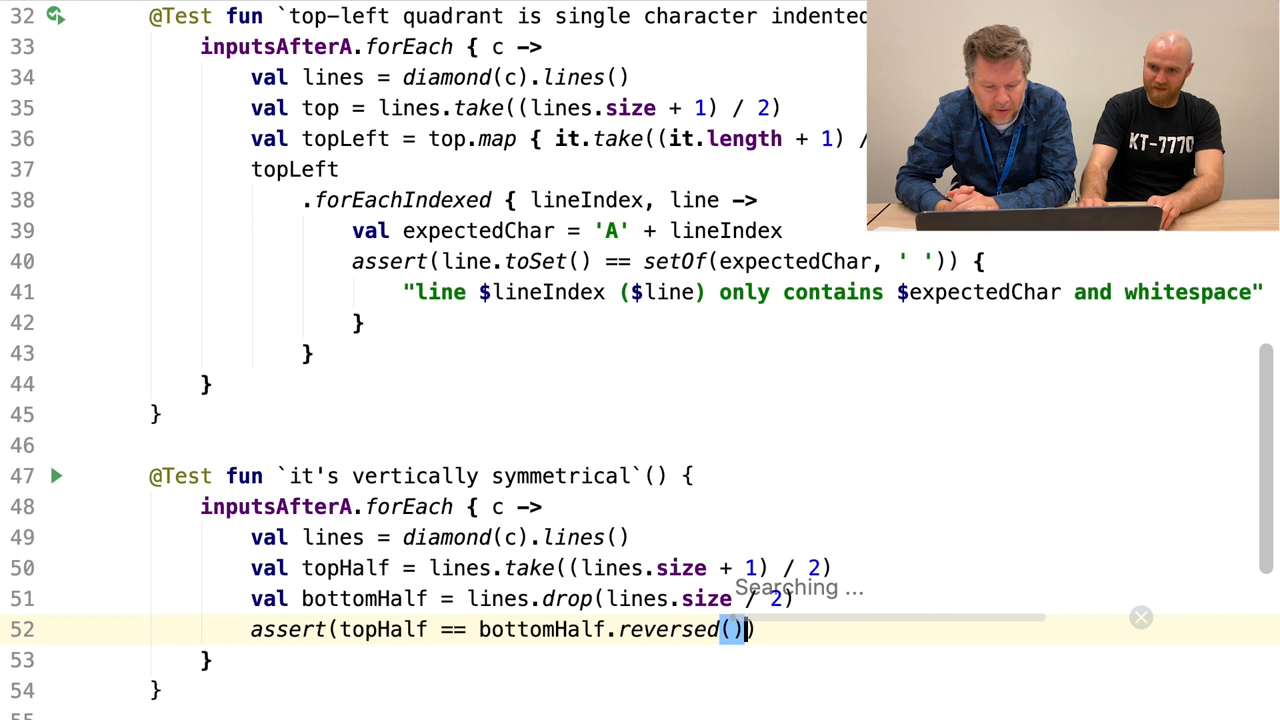 32 @Test fun `top-left quadrant is single character indented
33 inputsAfterA.forEach { c ->
34 val lines = diamond(c).lines()
35 val top = lines.take((lines.size + 1) / 2)
36 val topLeft = top.map { it.take((it.length + 1) /
37 topLeft
38 .forEachIndexed { lineIndex, line ->
39 val expectedChar = 'A' + lineIndex
40 assert(line.toSet() == setOf(expectedChar, ' ')) {
41 "line $lineIndex ($line) only contains $expectedChar and whitespace"
42 }
43 }
44 }
45 }
46
47 @Test fun `it's vertically symmetrical`() {
48 inputsAfterA.forEach { c ->
49 val lines = diamond(c).lines()
50 val topHalf = lines.take((lines.size + 1) / 2)
Searching ...
51 val bottomHalf = lines.drop(lines.size / 2)
52 assert(topHalf == bottomHalf.reversed())
53 }
54 }
55
KT-7770